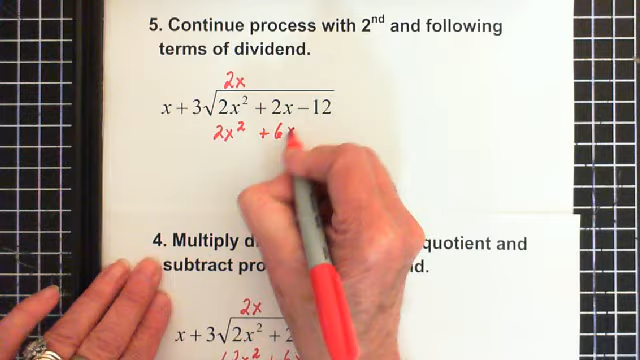 5. Continue process with 2nd and following
terms of dividend.
2x
x + 3√2x² + 2x − 12
2x² + 6x
4. Multiply d quotient and
subtract pro d.
2x
x + 3√2x² + 2